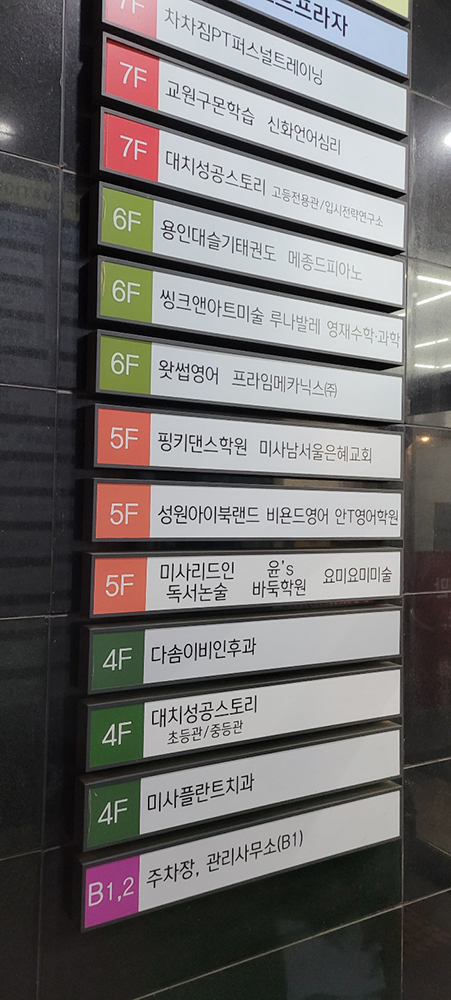 프라자
7F 차차짐PT퍼스널트레이닝
7F 교원구몬학습 신화언어심리
7F 대치성공스토리 고등전용관/입시전략연구소
6F 용인대슬기태권도 메종드피아노
6F 씽크앤아트미술 루나발레 영재수학·과학
6F 왓썹영어 프라임메카닉스㈜
5F 핑키댄스학원 미사남서울은혜교회
5F 성원아이북랜드 비욘드영어 안T영어학원
5F 미사리드인 독서논술 윤's 바둑학원 요미요미미술
4F 다솜이비인후과
4F 대치성공스토리
초등관/중등관
4F 미사플란트치과
B1,2 주차장, 관리사무소(B1)